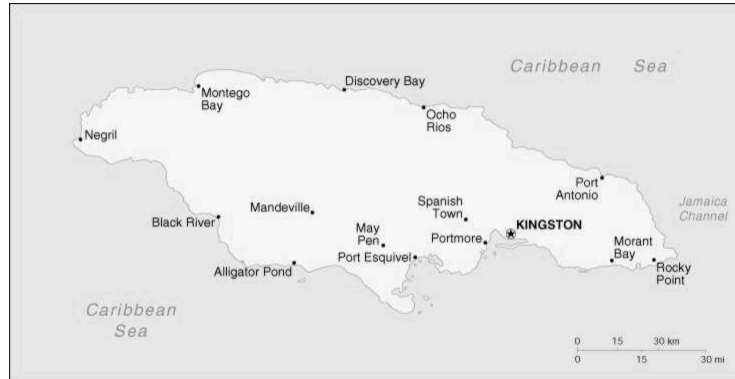 Caribbean Sea
Discovery Bay
Montego
Bay
Ocho
Rios
Negril
Port
Antonio
Jamaica
Channel
Mandeville
Spanish
Town
Black River
KINGSTON
May
Pen
Portmore
Morant
Bay
Port Esquivel
Alligator Pond
Rocky
Point
Caribbean
Sea
0 15 30 km
0 15 30 mi